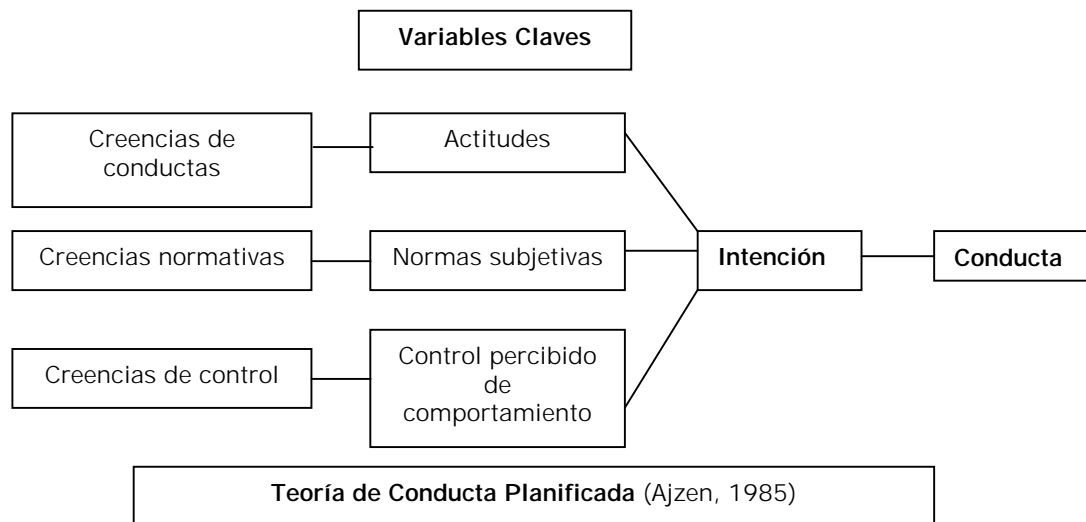 Variables Claves
Creencias de
conductas
Actitudes
Creencias normativas
Normas subjetivas
Intención
Conducta
Creencias de control
Control percibido
de
comportamiento
Teoría de Conducta Planificada (Ajzen, 1985)